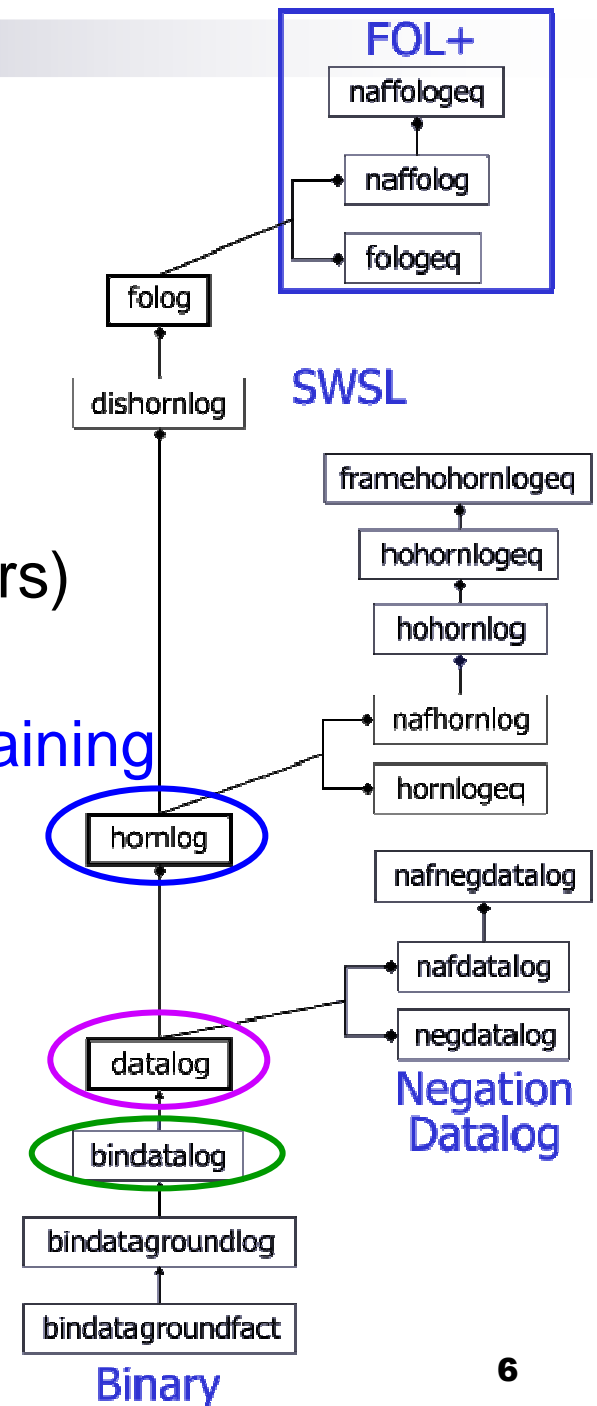 FOL+
naffologeq
naffolog
fologeq
folog
dishornlog
SWSL
framehohornlogeq
hohornlogeq
rs)
hohornlog
nafhornlog
aining
hornlogeq
hornlog
nafnegdatalog
nafdatalog
negdatalog
datalog
Negation
Datalog
bindatalog
bindatagroundlog
bindatagroundfact
Binary
6